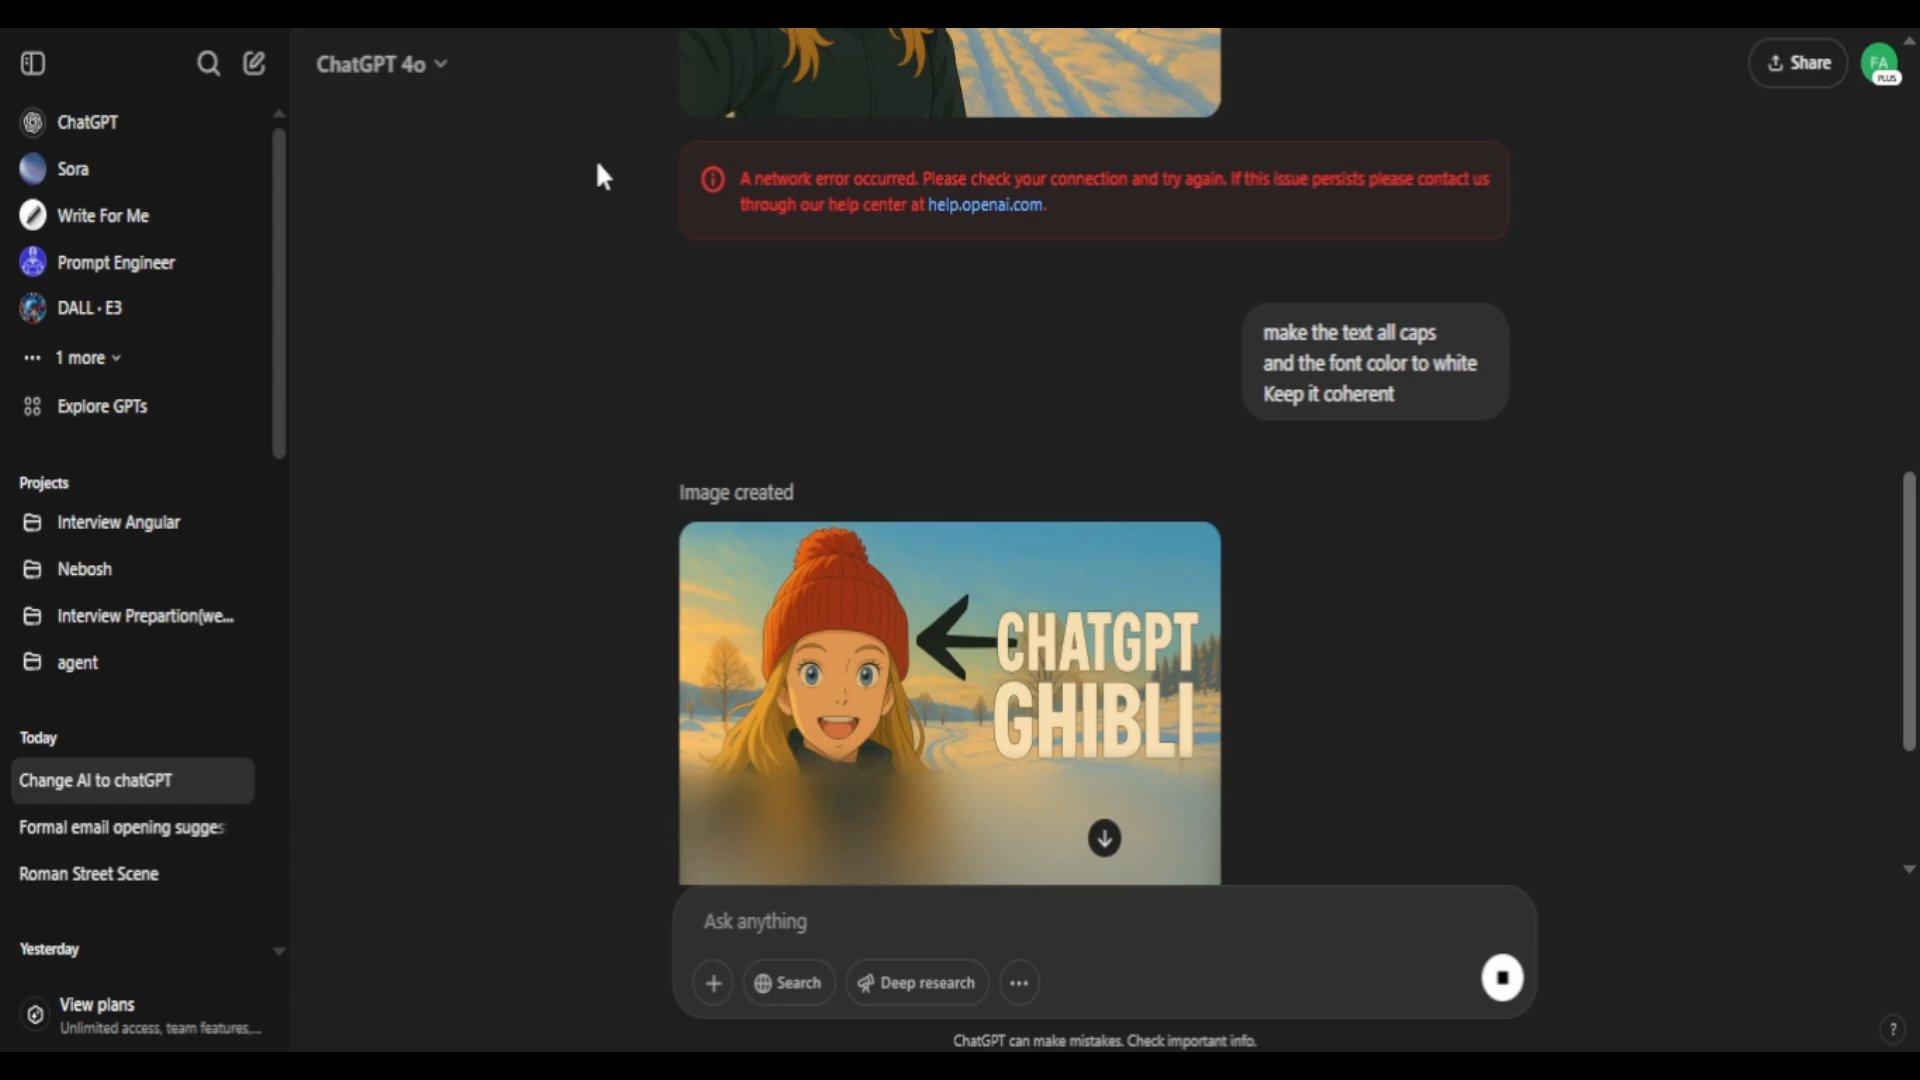 ChatGPT 4o
Share
FA
PLUS
ChatGPT
Sora
Write For Me
Prompt Engineer
DALL·E3
1 more
Explore GPTs
Projects
Interview Angular
Nebosh
Interview Prepartion(we...
agent
Today
Change AI to chatGPT
Formal email opening sugges
Roman Street Scene
Yesterday
View plans
Unlimited access, team features,...
A network error occurred. Please check your connection and try again. If this issue persists please contact us
through our help center at help.openai.com.
make the text all caps
and the font color to white
Keep it coherent
Image created
CHATGPT
GHIBLI
Ask anything
Search
Deep research
ChatGPT can make mistakes. Check important info.
?